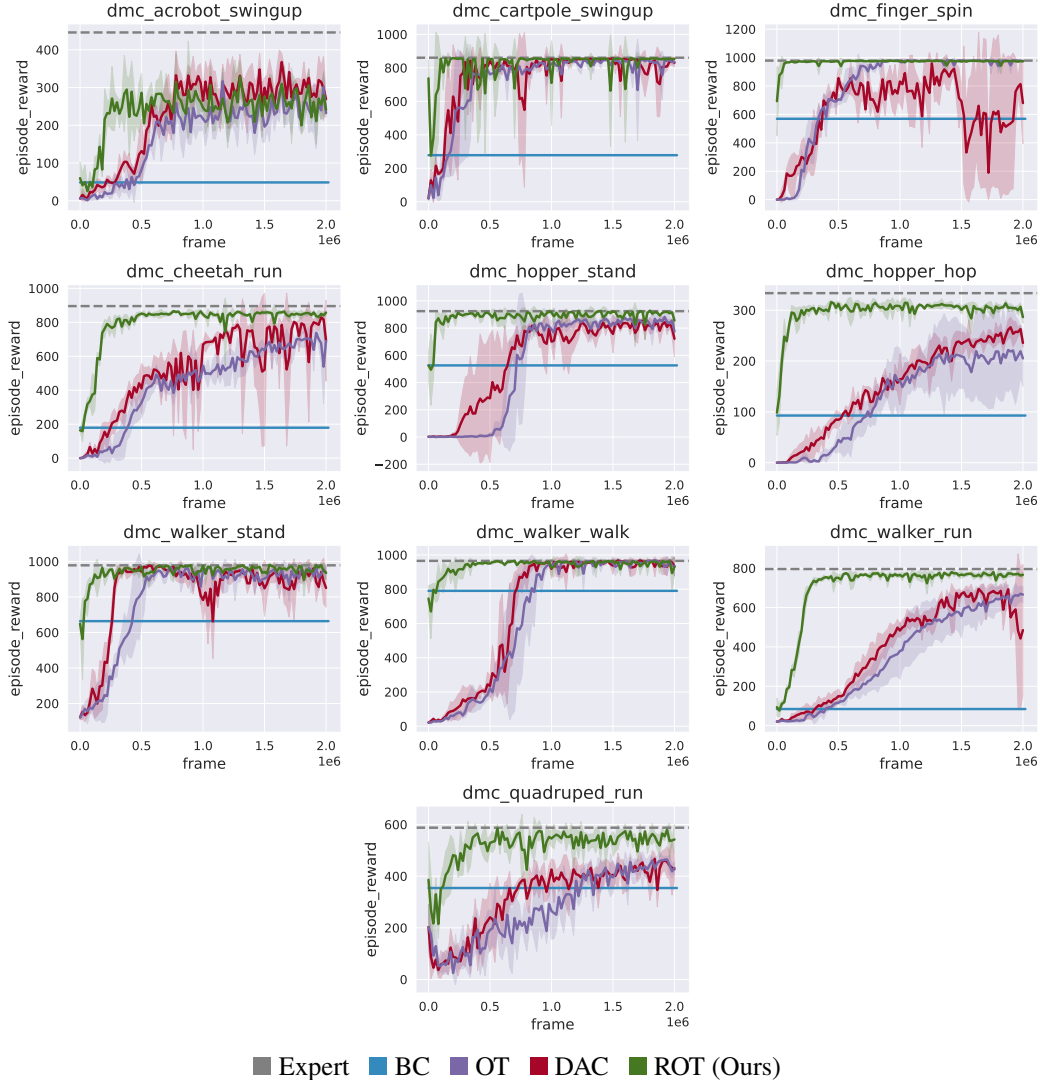 dmc_acrobot_swingup
dmc_cartpole_swingup
dmc_finger_spin
episode_reward
400
300
200
100
0
0.0 0.5 1.0 1.5 2.0
1e6
frame
episode_reward
1000
800
600
400
200
0
0.0 0.5 1.0 1.5 2.0
1e6
frame
episode_reward
1200
1000
800
600
400
200
0
0.0 0.5 1.0 1.5 2.0
1e6
frame
dmc_cheetah_run
dmc_hopper_stand
dmc_hopper_hop
episode_reward
1000
800
600
400
200
0
0.0 0.5 1.0 1.5 2.0
1e6
frame
episode_reward
1000
800
600
400
200
0
−200
0.0 0.5 1.0 1.5 2.0
1e6
frame
episode_reward
300
200
100
0
0.0 0.5 1.0 1.5 2.0
1e6
frame
dmc_walker_stand
dmc_walker_walk
dmc_walker_run
episode_reward
1000
800
600
400
200
0.0 0.5 1.0 1.5 2.0
1e6
frame
episode_reward
1000
800
600
400
200
0
0.0 0.5 1.0 1.5 2.0
1e6
frame
episode_reward
800
600
400
200
0
0.0 0.5 1.0 1.5 2.0
1e6
frame
dmc_quadruped_run
episode_reward
600
400
200
0
0.0 0.5 1.0 1.5 2.0
1e6
frame
Expert BC OT DAC ROT (Ours)